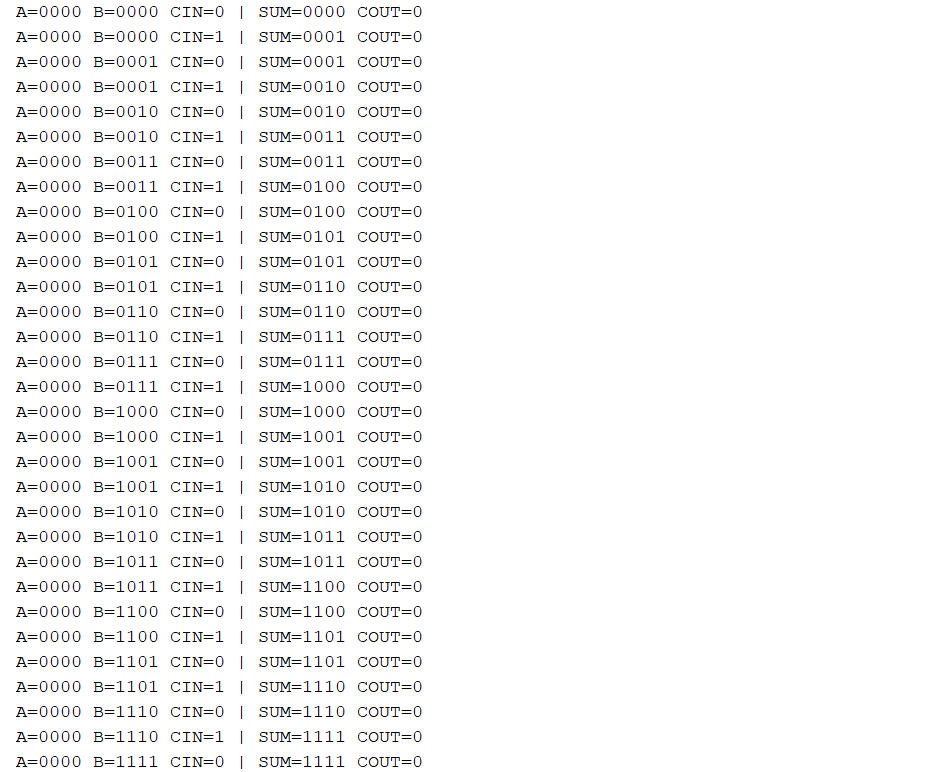 A=0000 B=0000 CIN=0 | SUM=0000 COUT=0
A=0000 B=0000 CIN=1 | SUM=0001 COUT=0
A=0000 B=0001 CIN=0 | SUM=0001 COUT=0
A=0000 B=0001 CIN=1 | SUM=0010 COUT=0
A=0000 B=0010 CIN=0 | SUM=0010 COUT=0
A=0000 B=0010 CIN=1 | SUM=0011 COUT=0
A=0000 B=0011 CIN=0 | SUM=0011 COUT=0
A=0000 B=0011 CIN=1 | SUM=0100 COUT=0
A=0000 B=0100 CIN=0 | SUM=0100 COUT=0
A=0000 B=0100 CIN=1 | SUM=0101 COUT=0
A=0000 B=0101 CIN=0 | SUM=0101 COUT=0
A=0000 B=0101 CIN=1 | SUM=0110 COUT=0
A=0000 B=0110 CIN=0 | SUM=0110 COUT=0
A=0000 B=0110 CIN=1 | SUM=0111 COUT=0
A=0000 B=0111 CIN=0 | SUM=0111 COUT=0
A=0000 B=0111 CIN=1 | SUM=1000 COUT=0
A=0000 B=1000 CIN=0 | SUM=1000 COUT=0
A=0000 B=1000 CIN=1 | SUM=1001 COUT=0
A=0000 B=1001 CIN=0 | SUM=1001 COUT=0
A=0000 B=1001 CIN=1 | SUM=1010 COUT=0
A=0000 B=1010 CIN=0 | SUM=1010 COUT=0
A=0000 B=1010 CIN=1 | SUM=1011 COUT=0
A=0000 B=1011 CIN=0 | SUM=1011 COUT=0
A=0000 B=1011 CIN=1 | SUM=1100 COUT=0
A=0000 B=1100 CIN=0 | SUM=1100 COUT=0
A=0000 B=1100 CIN=1 | SUM=1101 COUT=0
A=0000 B=1101 CIN=0 | SUM=1101 COUT=0
A=0000 B=1101 CIN=1 | SUM=1110 COUT=0
A=0000 B=1110 CIN=0 | SUM=1110 COUT=0
A=0000 B=1110 CIN=1 | SUM=1111 COUT=0
A=0000 B=1111 CIN=0 | SUM=1111 COUT=0